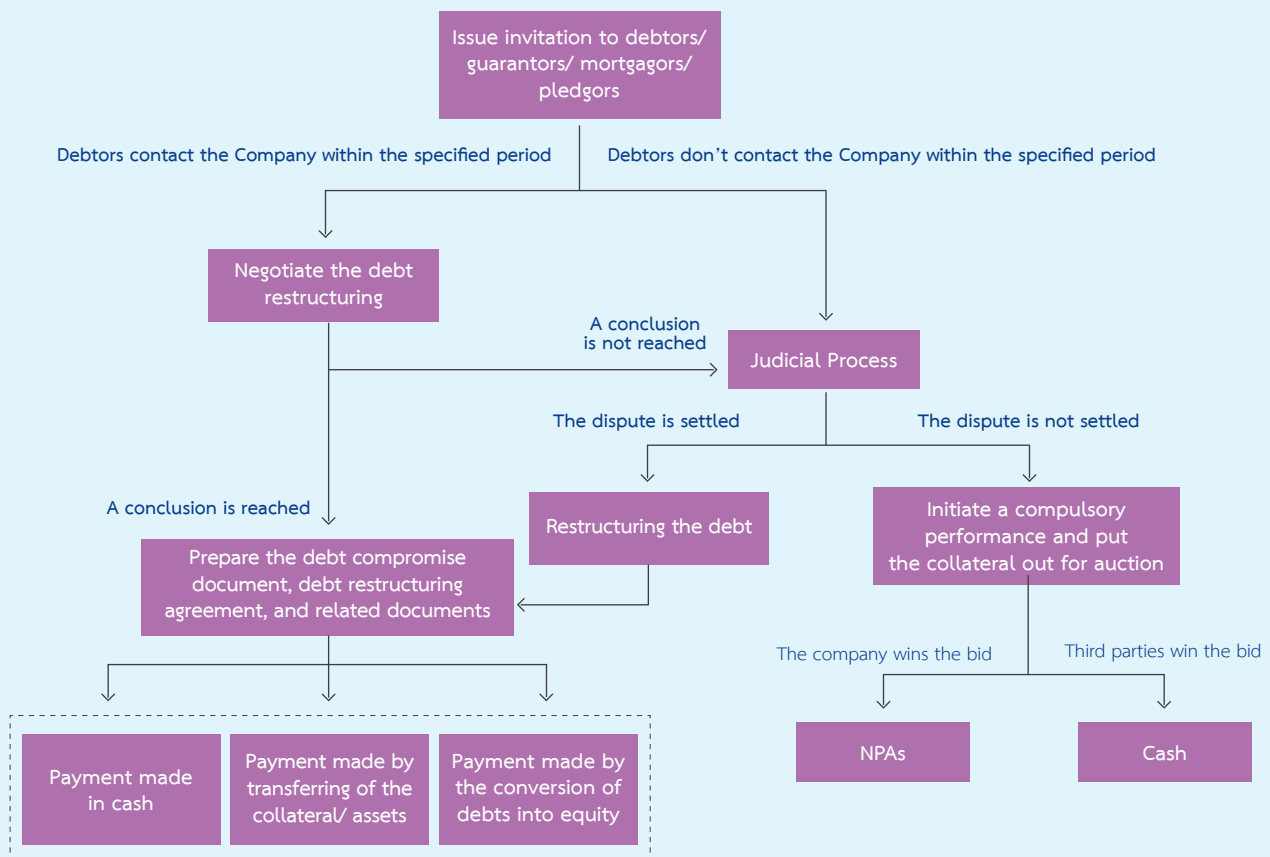 Issue invitation to debtors/
guarantors/ mortgagors/
pledgors
Debtors contact the Company within the specified period
Debtors don’t contact the Company within the specified period
Negotiate the debt
restructuring
A conclusion
is not reached
Judicial Process
The dispute is settled
The dispute is not settled
A conclusion is reached
Restructuring the debt
Initiate a compulsory
performance and put
the collateral out for auction
Prepare the debt compromise
document, debt restructuring
agreement, and related documents
The company wins the bid
Third parties win the bid
Payment made
in cash
Payment made by
transferring of the
collateral/ assets
Payment made by
the conversion of
debts into equity
NPAs
Cash